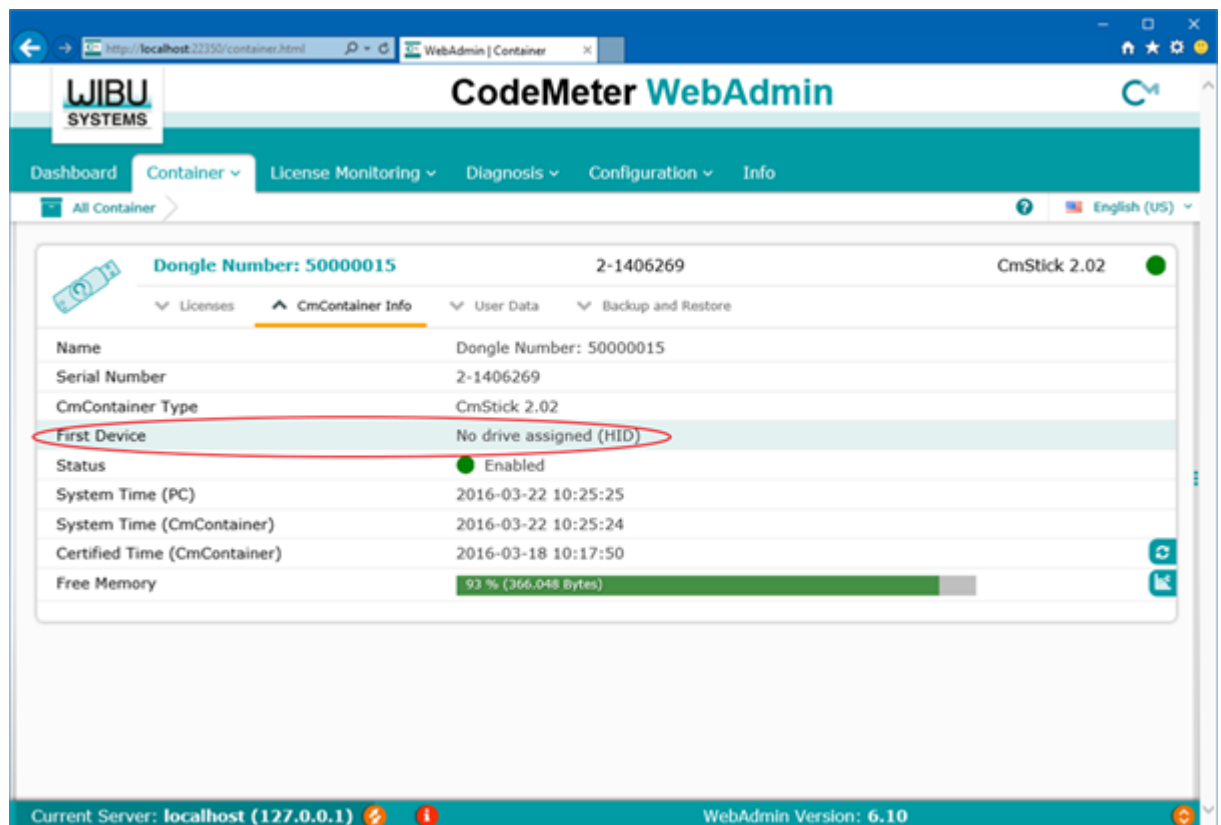 http://localhost:22350/container.html
WebAdmin | Container
WIBU
SYSTEMS
CodeMeter WebAdmin
Dashboard Container License Monitoring Diagnosis Configuration Info
All Container
English (US)
Dongle Number: 50000015 2-1406269 CmStick 2.02
Licenses CmContainer Info User Data Backup and Restore
Name Dongle Number: 50000015
Serial Number 2-1406269
CmContainer Type CmStick 2.02
First Device No drive assigned (HID)
Status Enabled
System Time (PC) 2016-03-22 10:25:25
System Time (CmContainer) 2016-03-22 10:25:24
Certified Time (CmContainer) 2016-03-18 10:17:50
Free Memory 93 % (366.048 Bytes)
Current Server: localhost (127.0.0.1) WebAdmin Version: 6.10